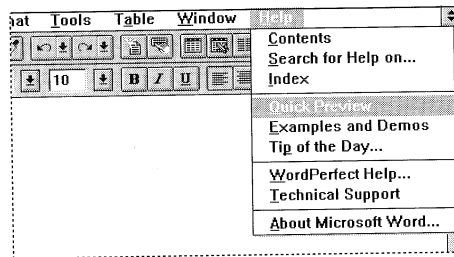 nat Tools Table Window Help
Contents
Search for Help on...
Index
10 B I U
Quick Preview
Examples and Demos
Tip of the Day...
WordPerfect Help...
Technical Support
About Microsoft Word...